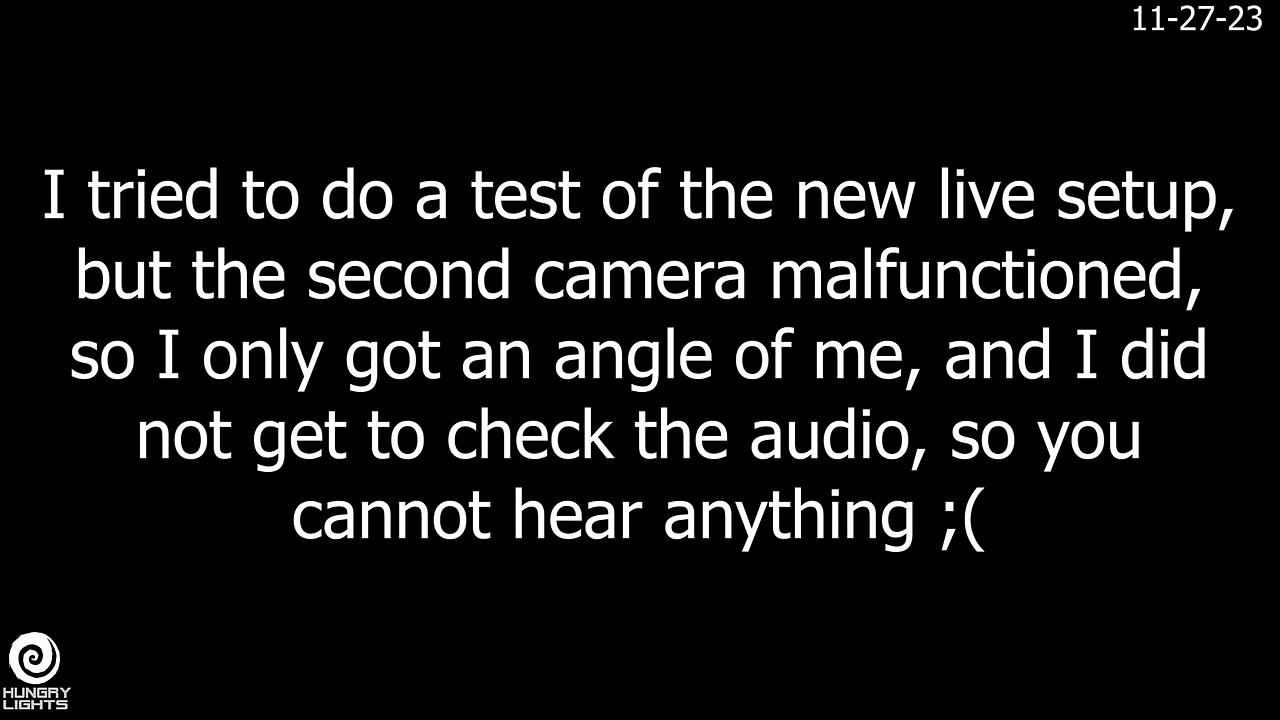 11-27-23
I tried to do a test of the new live setup,
but the second camera malfunctioned,
so I only got an angle of me, and I did
not get to check the audio, so you
cannot hear anything ;(
HUNGRY
LIGHTS